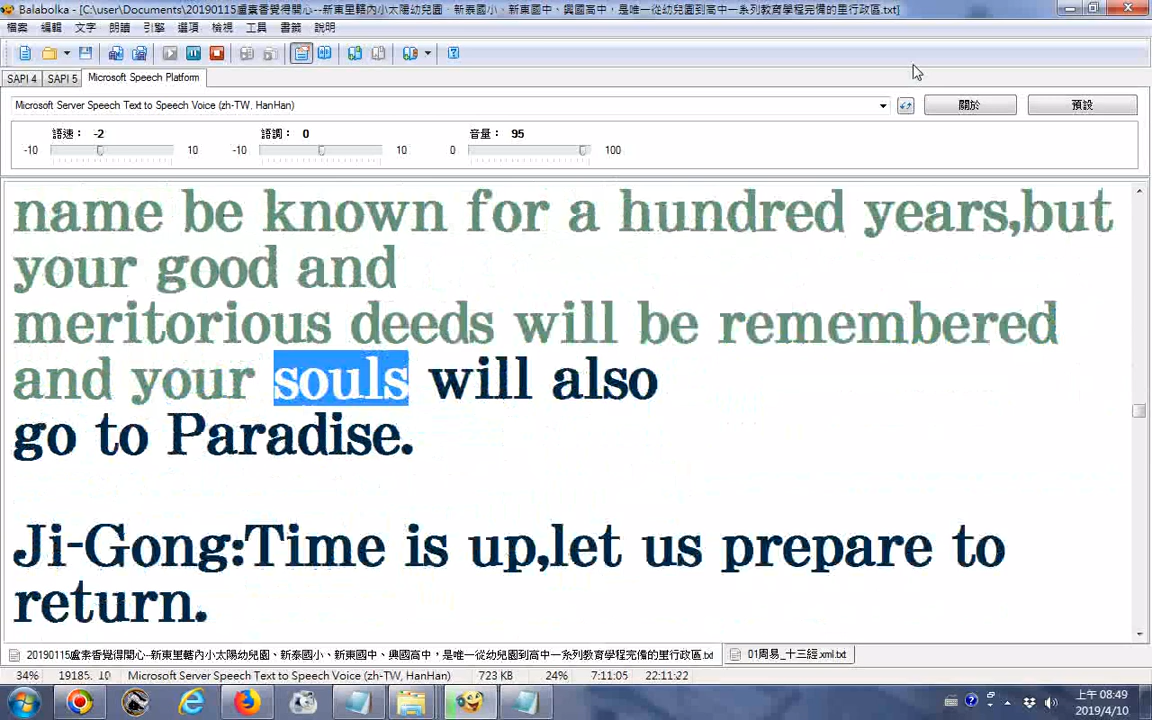 Balabolka - [C:\user\Documents\20190115盧素香覺得開心--新東里轄內小太陽幼兒園、新泰國小、新東國中、興國高中，是唯一從幼兒園到高中一系列教育學程完備的里行政區.txt]
檔案 編輯 文字 朗讀 引擎 選項 檢視 工具 書籤 說明
SAPI 4 SAPI 5 Microsoft Speech Platform
Microsoft Server Speech Text to Speech Voice (zh-TW, HanHan) 關於 預設
語速： -2 語調： 0 音量： 95
-10 10 -10 10 0 100
name be known for a hundred years,but
your good and
meritorious deeds will be remembered
and your souls will also
go to Paradise.
Ji-Gong:Time is up,let us prepare to
return.
20190115盧素香覺得開心--新東里轄內小太陽幼兒園、新泰國小、新東國中、興國高中，是唯一從幼兒園到高中一系列教育學程完備的里行政區.txt 01周易_十三經.xml.txt
34% 19185. 10 Microsoft Server Speech Text to Speech Voice (zh-TW, HanHan) 723 KB 24% 7:11:05 22:11:22
上午 08:49
2019/4/10